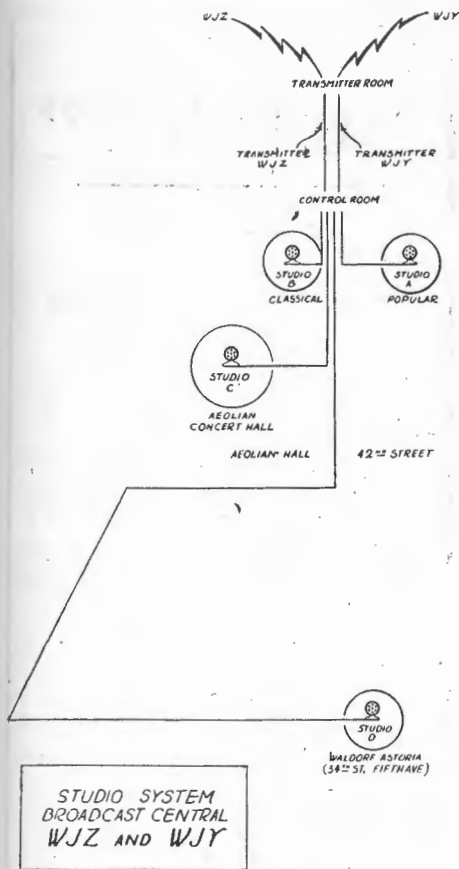 WJZ
WJY
TRANSMITTER ROOM
TRANSMITTER
WJZ
TRANSMITTER
WJY
CONTROL ROOM
STUDIO
B
CLASSICAL
STUDIO
A
POPULAR
STUDIO
C
AEOLIAN
CONCERT HALL
AEOLIAN HALL
42ND STREET
STUDIO
D
WALDORF ASTORIA
(34TH ST. FIFTH AVE)
STUDIO SYSTEM
BROADCAST CENTRAL
WJZ AND WJY